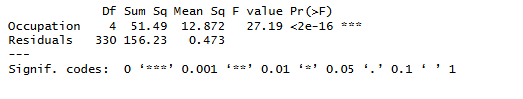 Df Sum Sq Mean Sq F value Pr(>F)
Occupation 4 51.49 12.872 27.19 <2e-16 ***
Residuals 330 156.23 0.473
---
Signif. codes: 0 ‘***’ 0.001 ‘**’ 0.01 ‘*’ 0.05 ‘.’ 0.1 ‘ ’ 1